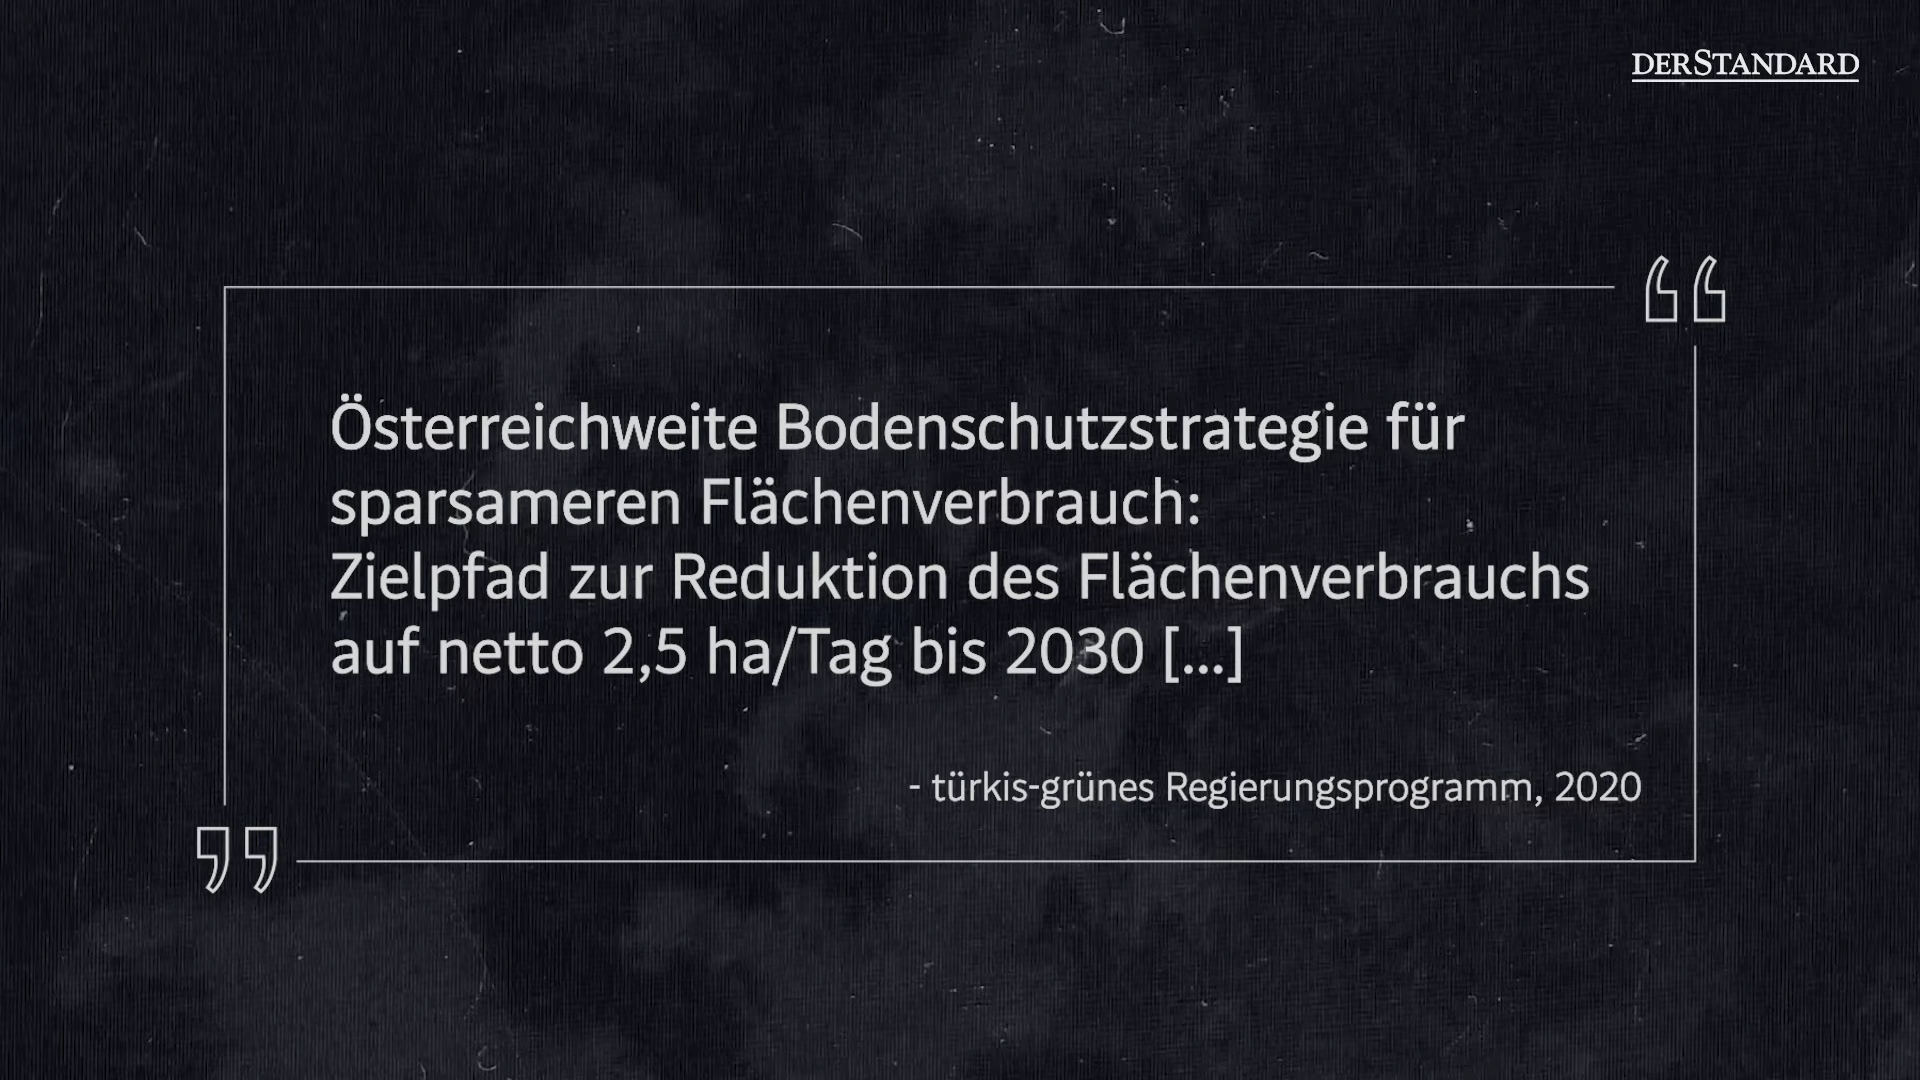 DERSTANDARD
Österreichweite Bodenschutzstrategie für
sparsameren Flächenverbrauch:
Zielpfad zur Reduktion des Flächenverbrauchs
auf netto 2,5 ha/Tag bis 2030 [...]
- türkis-grünes Regierungsprogramm, 2020